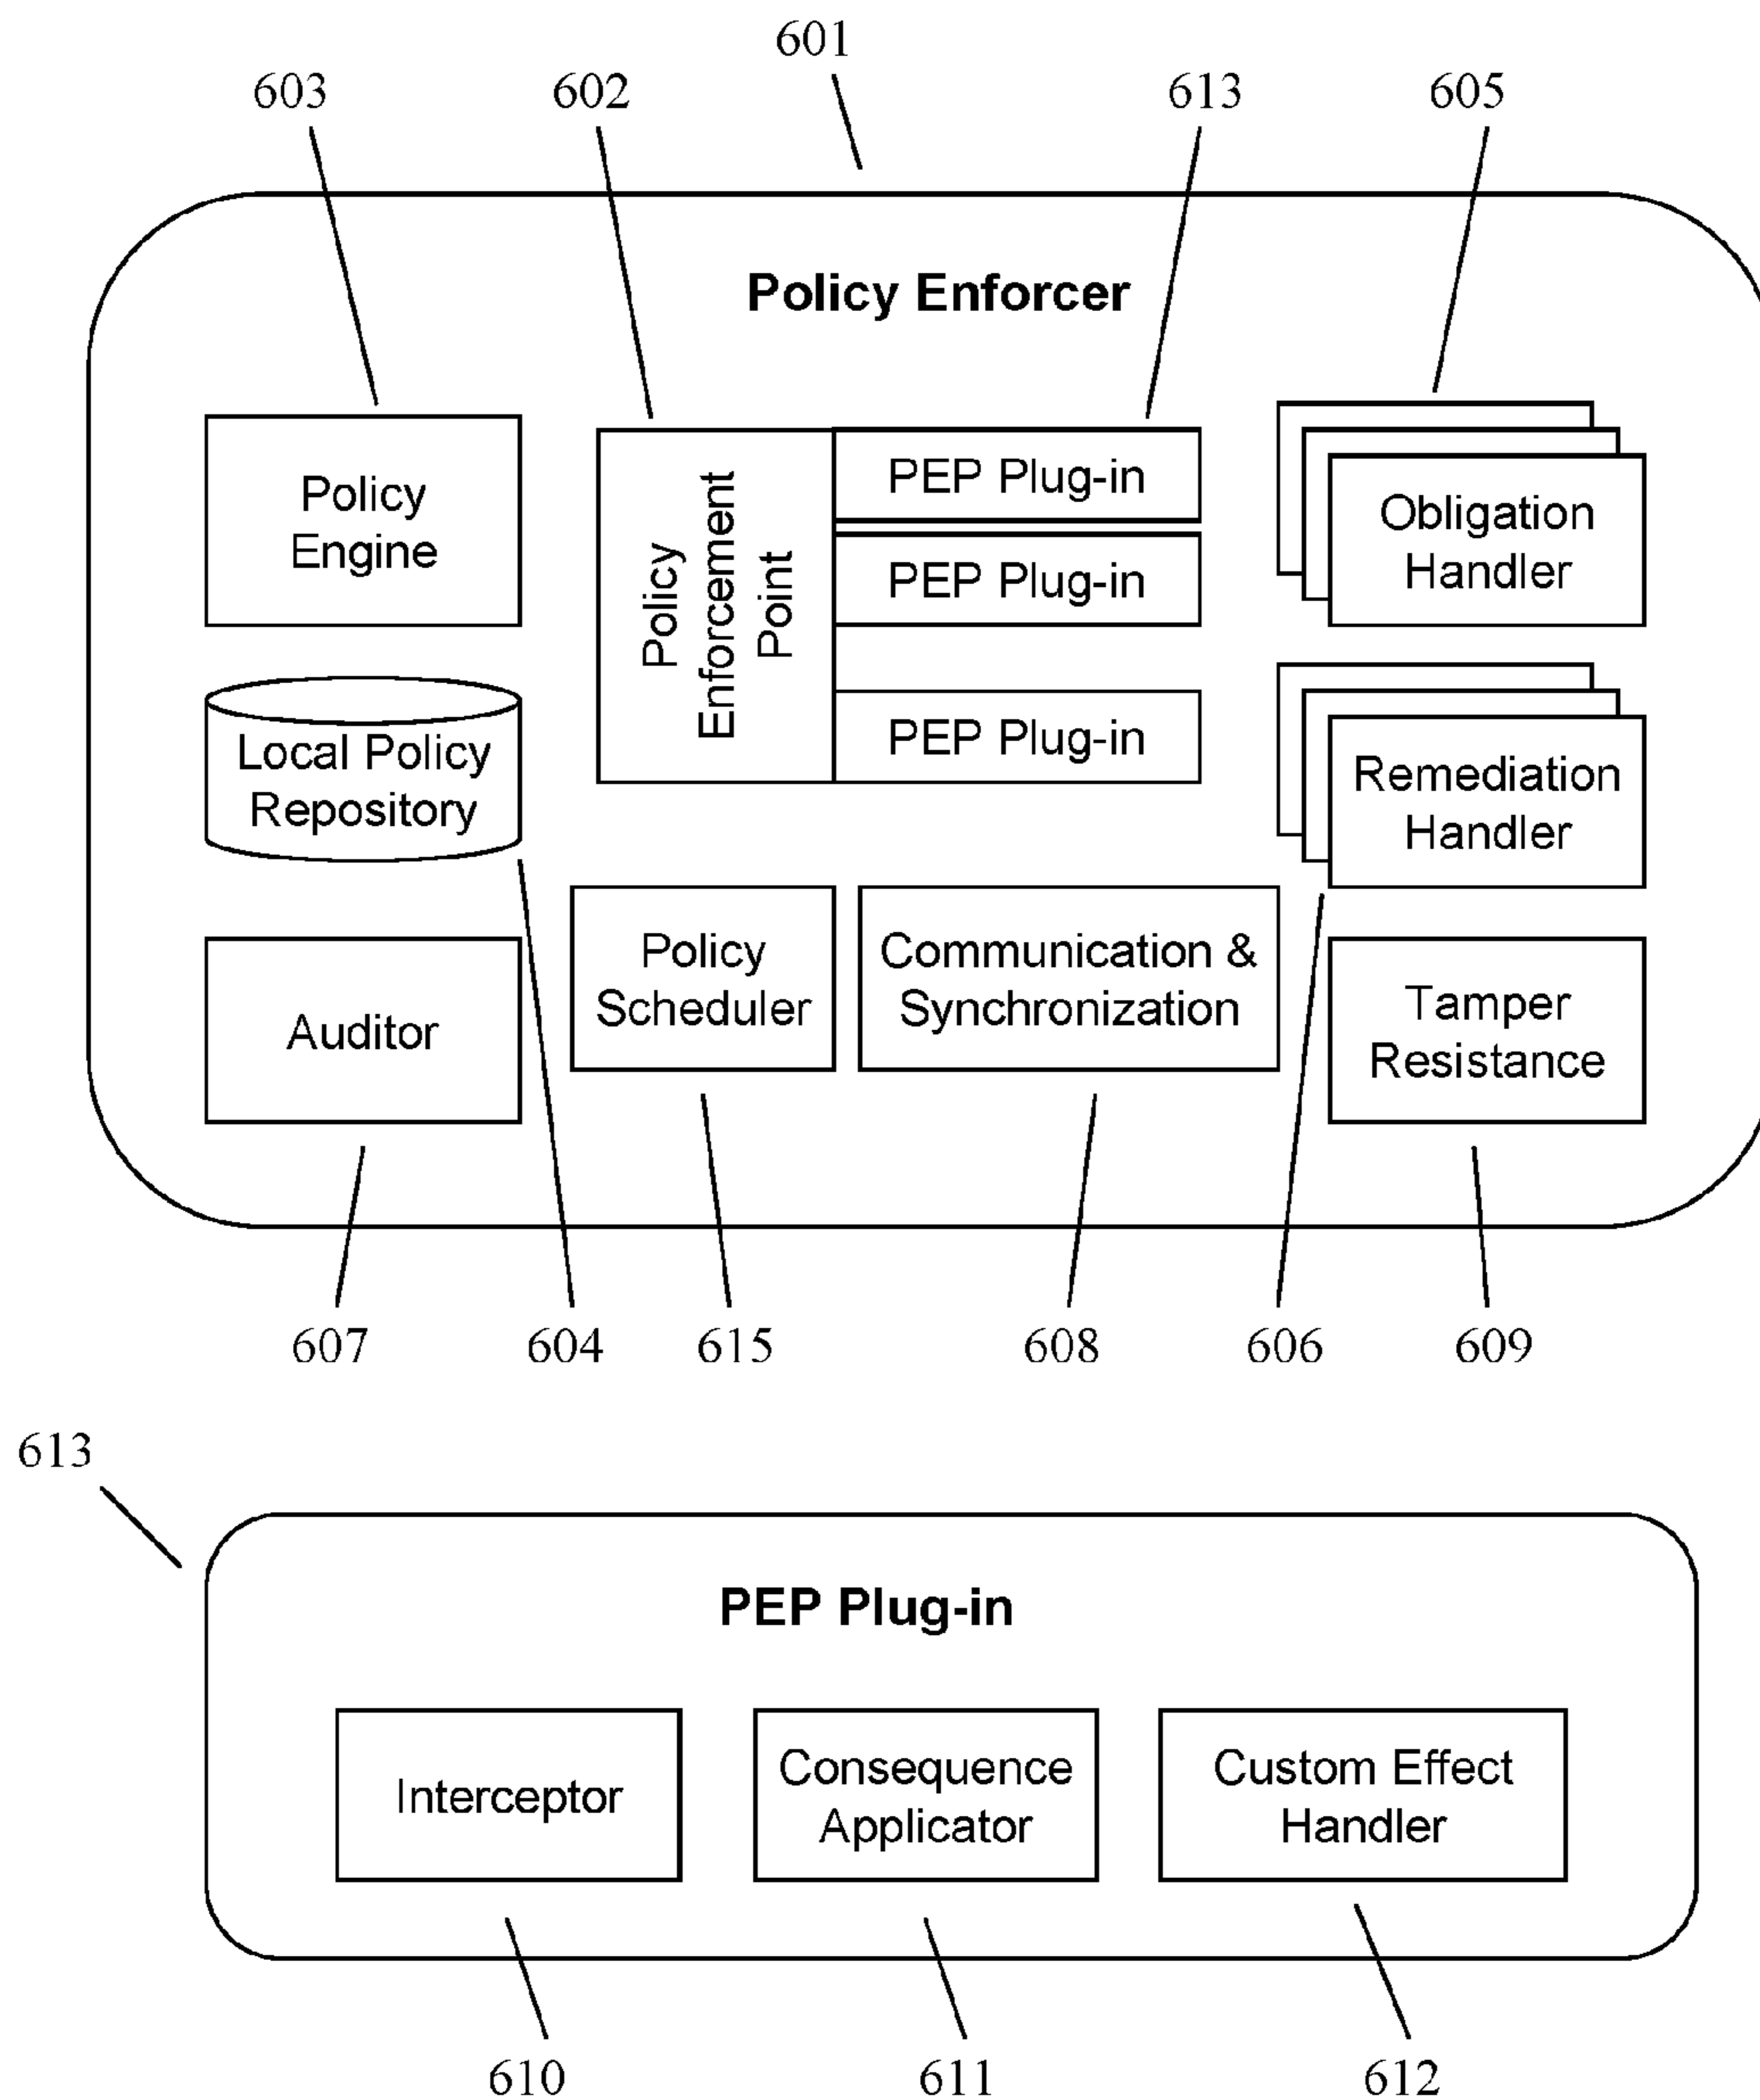 601
603
602
613
605
Policy Enforcer
Policy
Engine
Policy
Enforcement
Point
PEP Plug-in
PEP Plug-in
PEP Plug-in
Obligation
Handler
Local Policy
Repository
Remediation
Handler
Auditor
Policy
Scheduler
Communication &
Synchronization
Tamper
Resistance
607
604
615
608
606
609
613
PEP Plug-in
Interceptor
Consequence
Applicator
Custom Effect
Handler
610
611
612